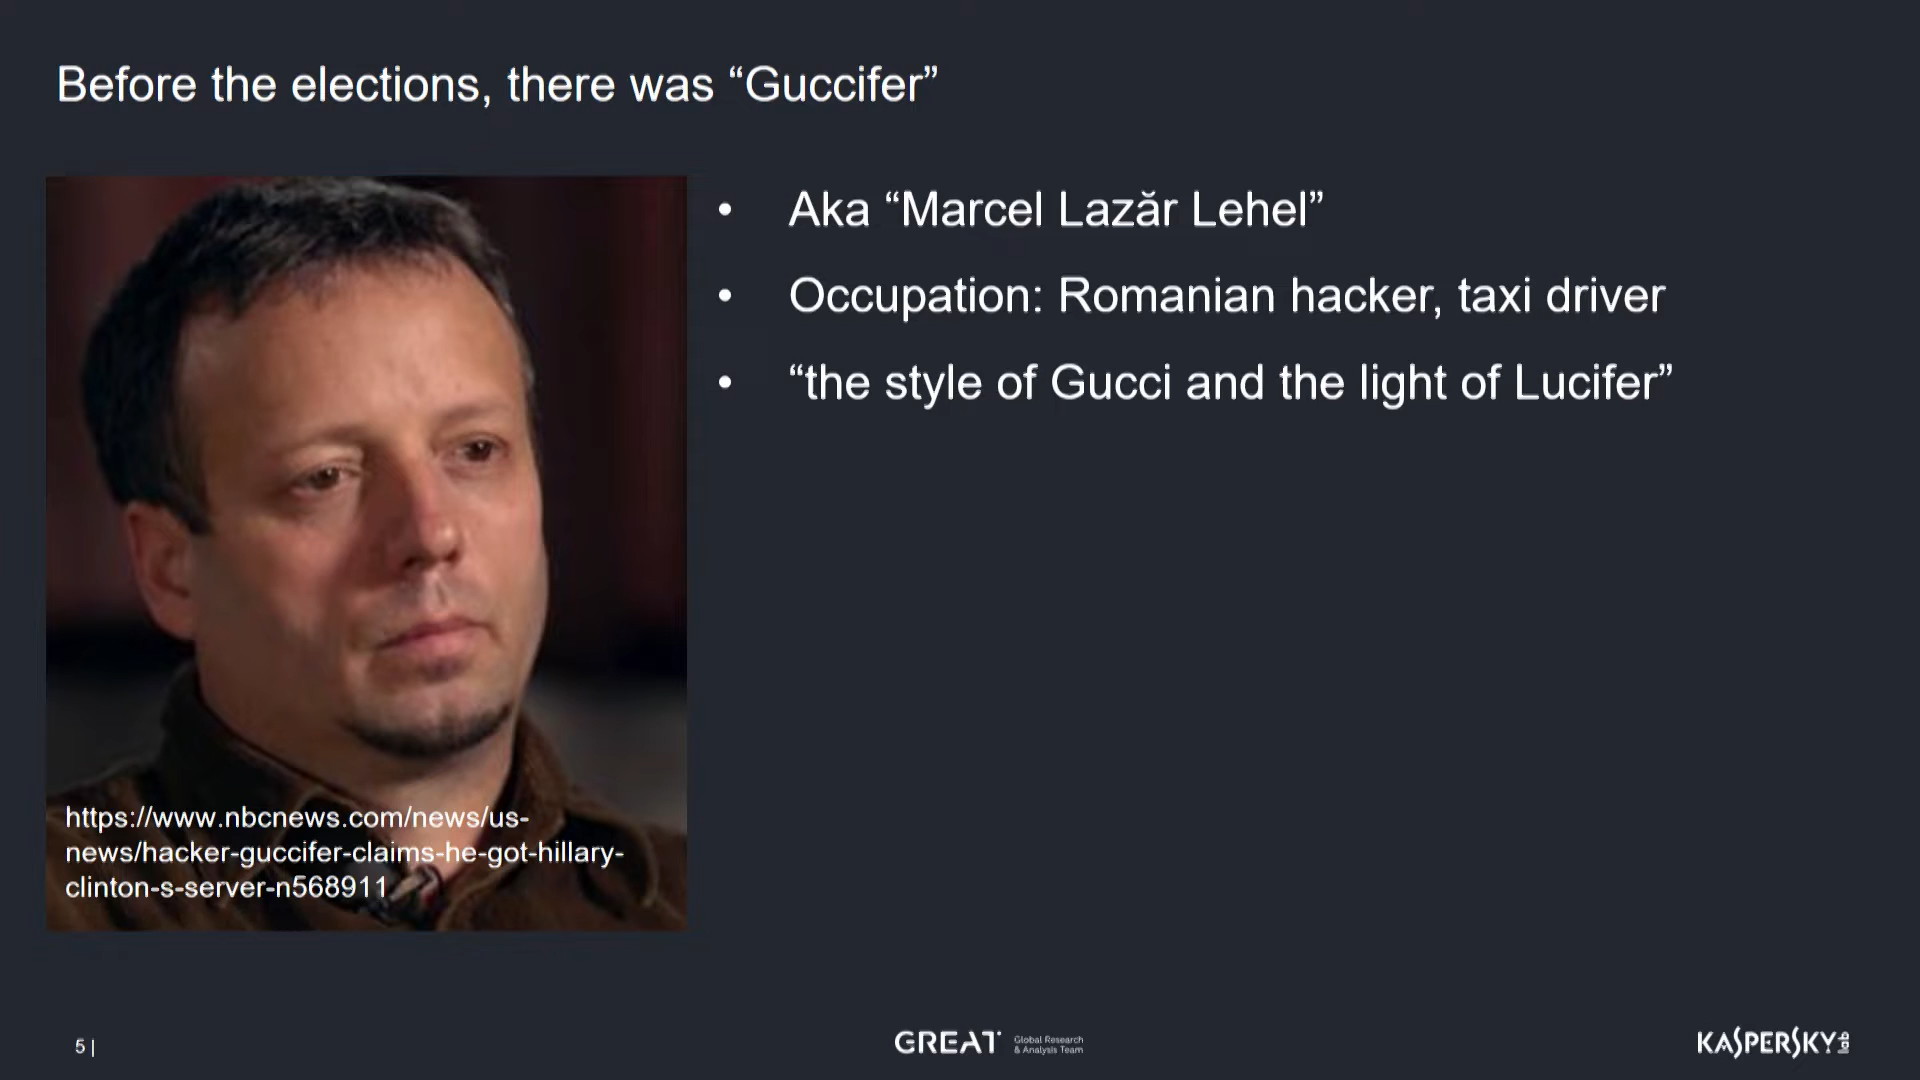 Before the elections, there was “Guccifer”
• Aka “Marcel Lazăr Lehel”
• Occupation: Romanian hacker, taxi driver
• “the style of Gucci and the light of Lucifer”
https://www.nbcnews.com/news/us-
news/hacker-guccifer-claims-he-got-hillary-
clinton-s-server-n568911
5 |
GREAT
Global Research
& Analysis Team
KASPERSKY lab